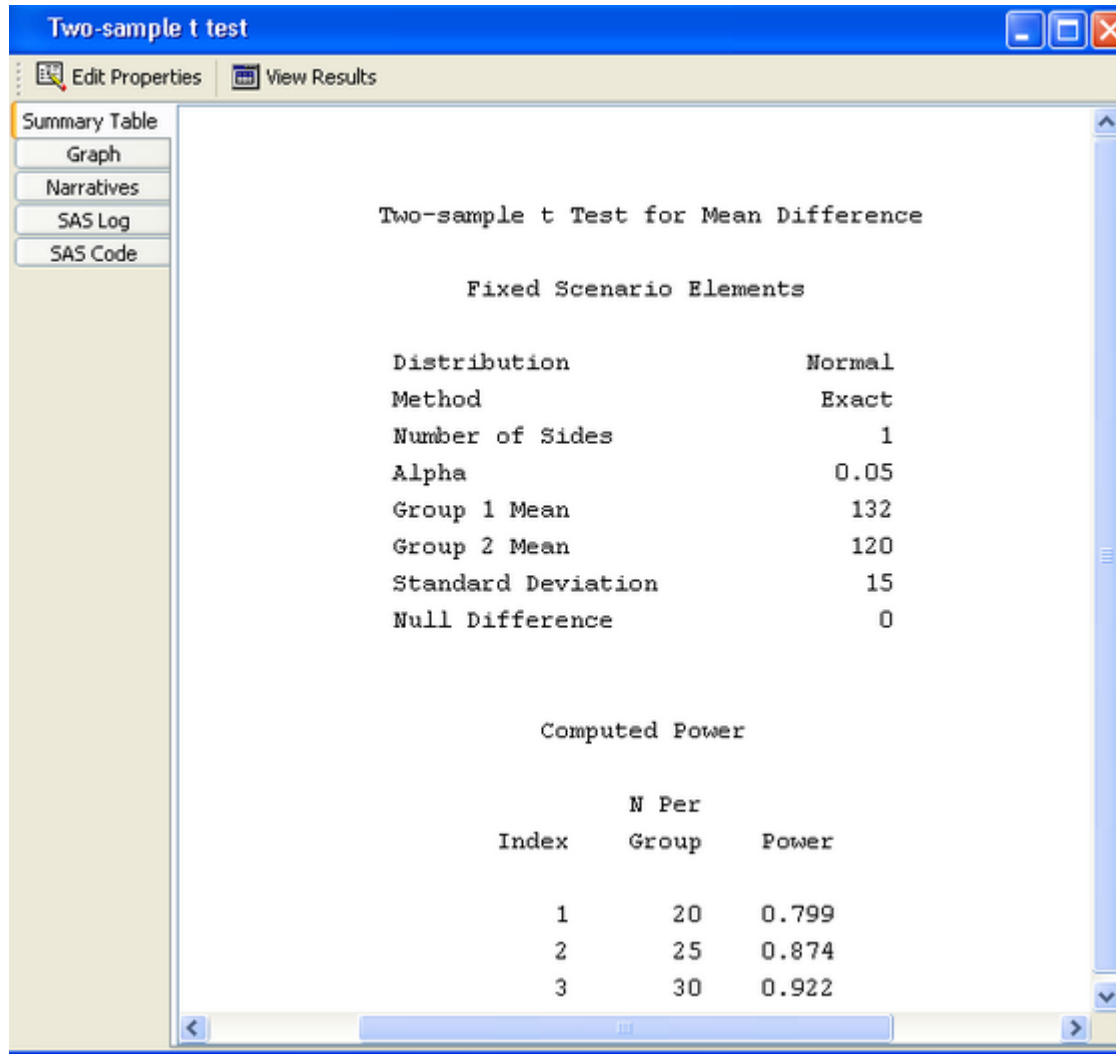 Two-sample t test
Edit Properties View Results
Summary Table
Graph
Narratives
SAS Log
SAS Code
Two-sample t Test for Mean Difference
Fixed Scenario Elements
Distribution Normal
Method Exact
Number of Sides 1
Alpha 0.05
Group 1 Mean 132
Group 2 Mean 120
Standard Deviation 15
Null Difference 0
Computed Power
N Per
Index Group Power
1 20 0.799
2 25 0.874
3 30 0.922